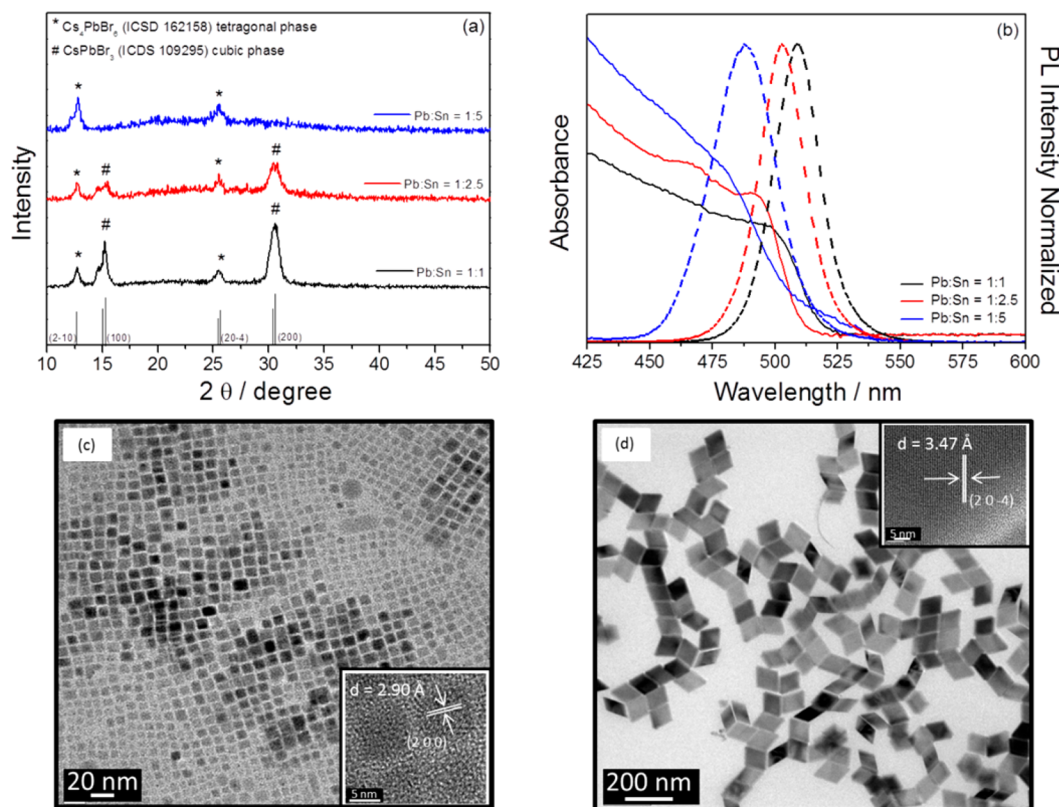 (a)
* Cs4PbBr6 (ICSD 162158) tetragonal phase
# CsPbBr3 (ICDS 109295) cubic phase
* * Pb:Sn = 1:5
* # * # Pb:Sn = 1:2.5
* # * # Pb:Sn = 1:1
(2-10) (100) (20-4) (200)
10 15 20 25 30 35 40 45 50
2 θ / degree
Intensity
(b)
Absorbance
PL Intensity Normalized
Pb:Sn = 1:1
Pb:Sn = 1:2.5
Pb:Sn = 1:5
425 450 475 500 525 550 575 600
Wavelength / nm
(c)
d = 2.90 Å
(2 0 0)
5 nm
20 nm
(d)
d = 3.47 Å
(2 0 -4)
5 nm
200 nm